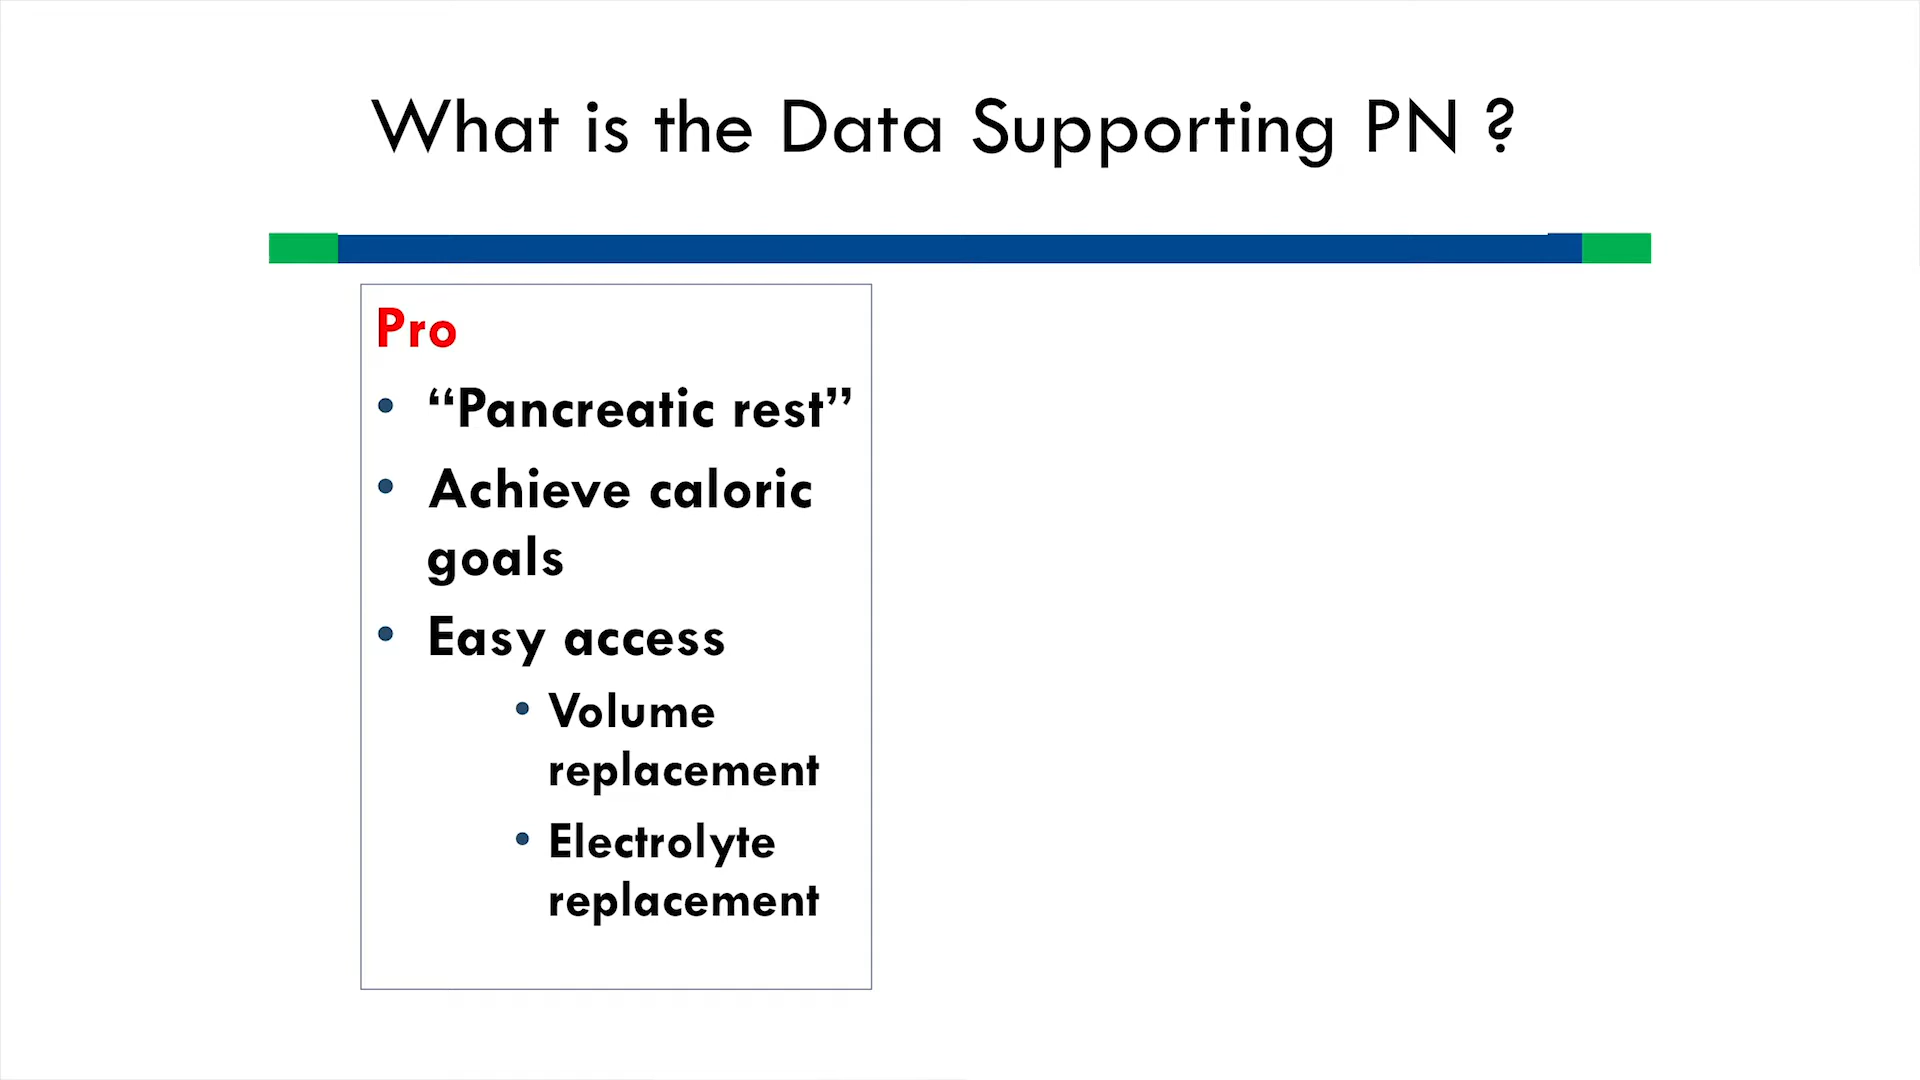 What is the Data Supporting PN ?
Pro
• “Pancreatic rest”
• Achieve caloric
goals
• Easy access
• Volume
replacement
• Electrolyte
replacement